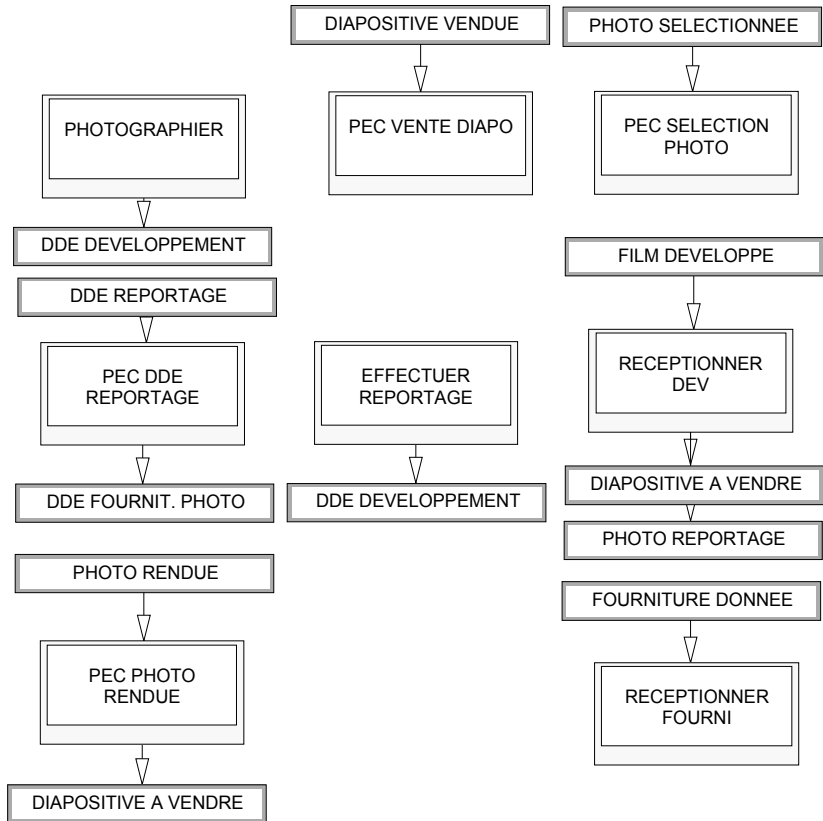 DIAPOSITIVE VENDUE
PHOTO SELECTIONNEE
PHOTOGRAPHIER
PEC VENTE DIAPO
PEC SELECTION
PHOTO
DDE DEVELOPPEMENT
FILM DEVELOPPE
DDE REPORTAGE
PEC DDE
REPORTAGE
EFFECTUER
REPORTAGE
RECEPTIONNER
DEV
DDE FOURNIT. PHOTO
DDE DEVELOPPEMENT
DIAPOSITIVE A VENDRE
PHOTO REPORTAGE
PHOTO RENDUE
FOURNITURE DONNEE
PEC PHOTO
RENDUE
RECEPTIONNER
FOURNI
DIAPOSITIVE A VENDRE